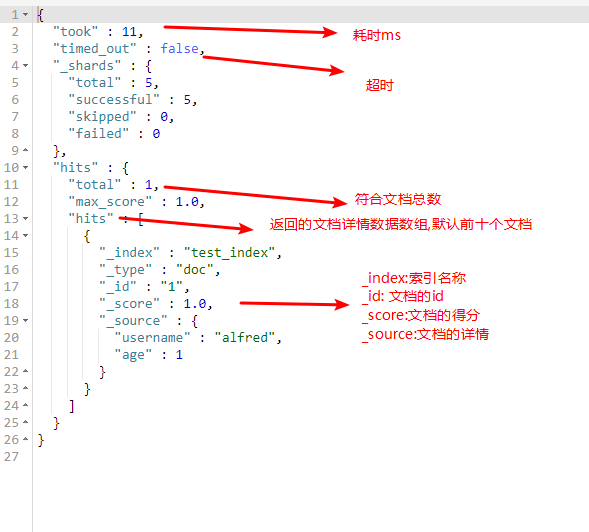 1 {
2 "took" : 11, 耗时ms
3 "timed_out" : false,
4 "_shards" : { 超时
5 "total" : 5,
6 "successful" : 5,
7 "skipped" : 0,
8 "failed" : 0
9 },
10 "hits" : {
11 "total" : 1, 符合文档总数
12 "max_score" : 1.0,
13 "hits" : [ 返回的文档详情数据数组,默认前十个文档
14 {
15 "_index" : "test_index",
16 "_type" : "doc", _index:索引名称
17 "_id" : "1", _id: 文档的id
18 "_score" : 1.0, _score:文档的得分
19 "_source" : { _source:文档的详情
20 "username" : "alfred",
21 "age" : 1
22 }
23 }
24 ]
25 }
26 }
27